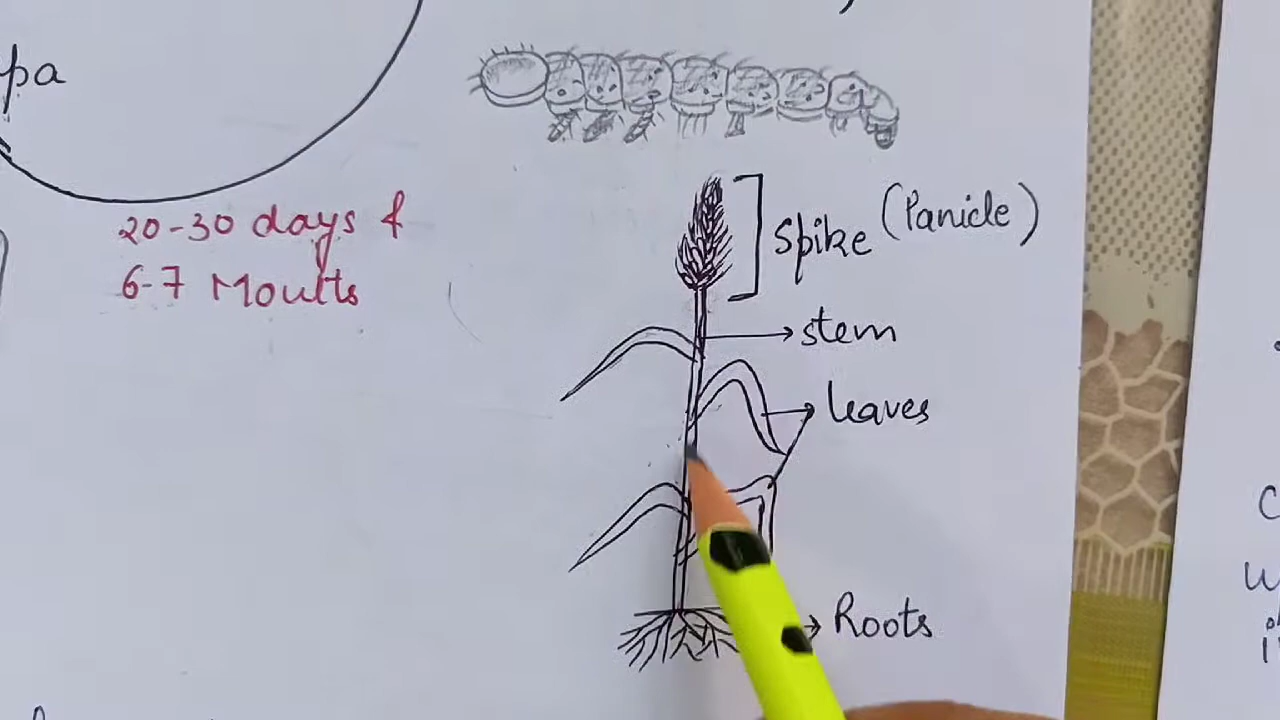 pa
20-30 days &
6-7 Moults
Spike (Panicle)
stem
leaves
Roots